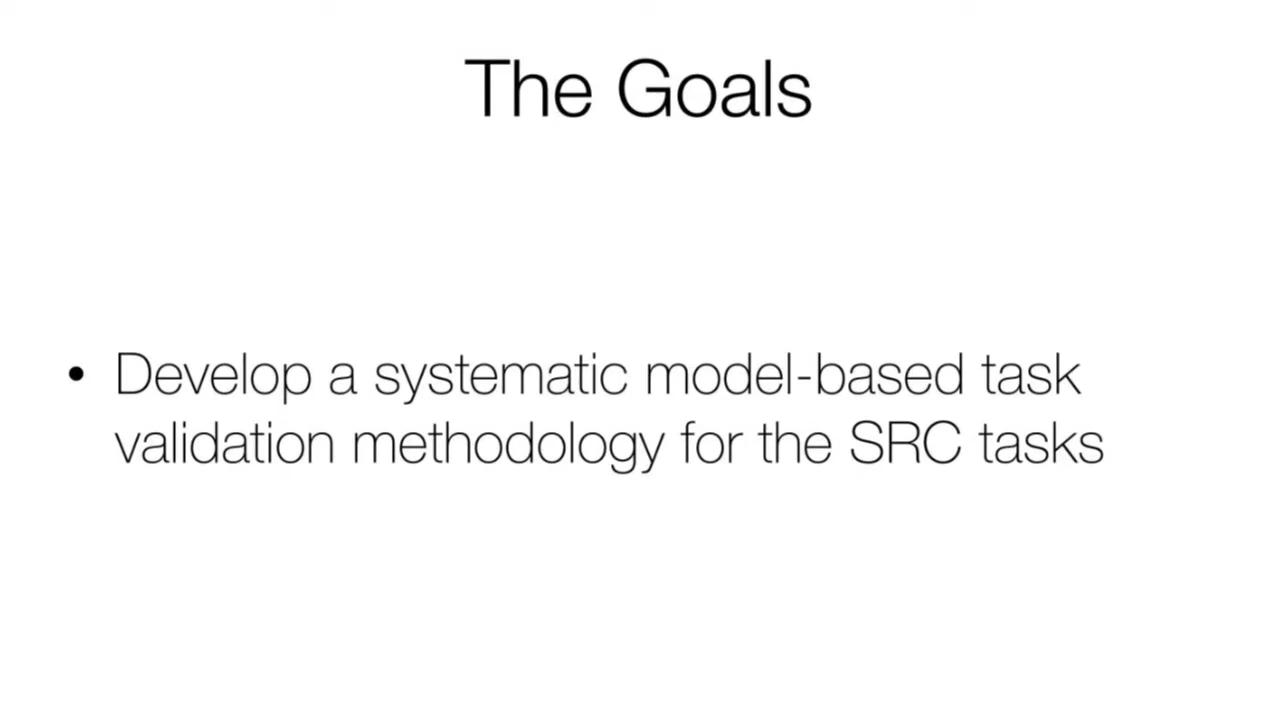 The Goals
• Develop a systematic model-based task
validation methodology for the SRC tasks